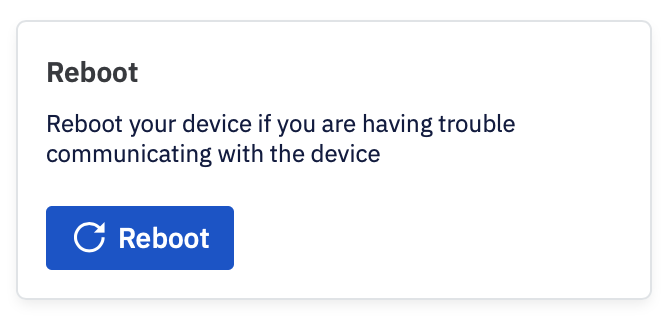 Reboot
Reboot your device if you are having trouble
communicating with the device
Reboot